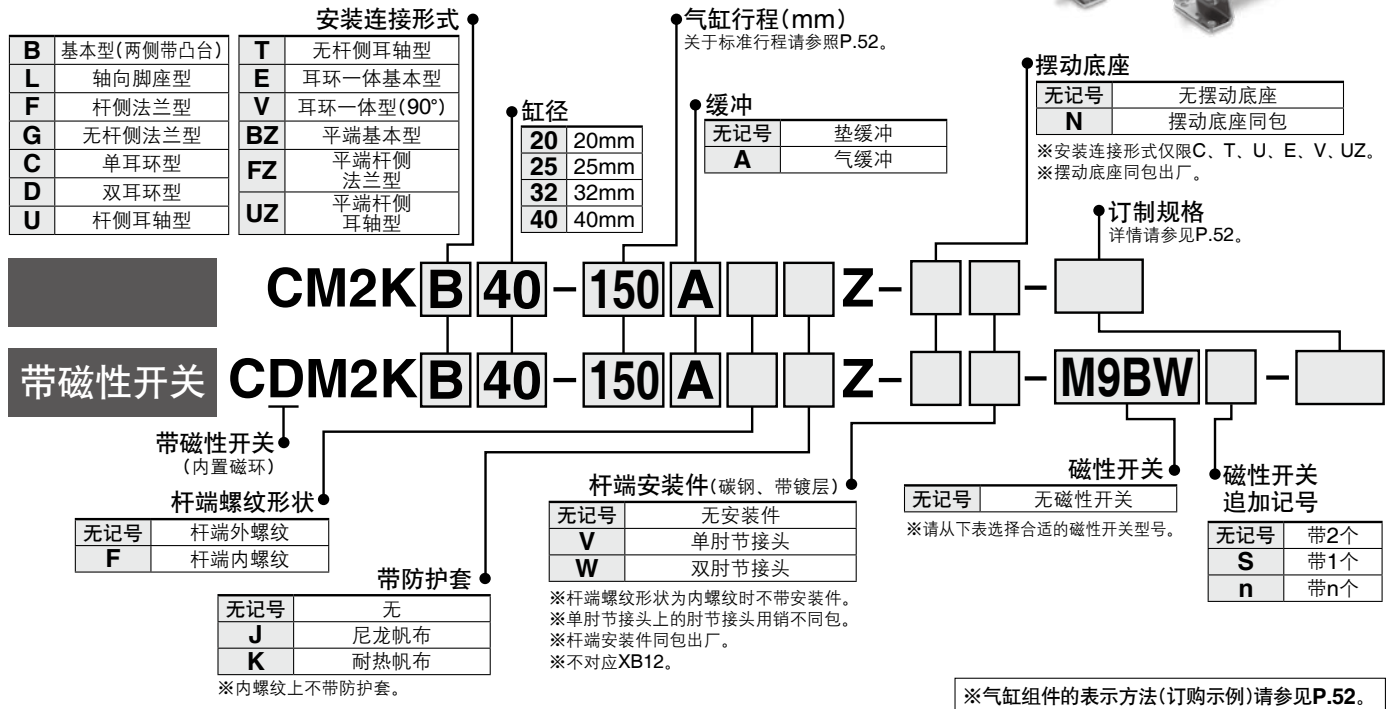 安装连接形式
B 基本型(两侧带凸台)
L 轴向脚座型
F 杆侧法兰型
G 无杆侧法兰型
C 单耳环型
D 双耳环型
U 杆侧耳轴型
T 无杆侧耳轴型
E 耳环一体基本型
V 耳环一体型(90°)
BZ 平端基本型
FZ 平端杆侧
法兰型
UZ 平端杆侧
耳轴型
缸径
20 20mm
25 25mm
32 32mm
40 40mm
气缸行程(mm)
关于标准行程请参照P.52。
缓冲
无记号 垫缓冲
A 气缓冲
摆动底座
无记号 无摆动底座
N 摆动底座同包
※安装连接形式仅限C、T、U、E、V、UZ。
※摆动底座同包出厂。
订制规格
详情请参见P.52。
CM2K B 40 - 150 A Z - -
带磁性开关 CDM2K B 40 - 150 A Z - - M9BW -
带磁性开关
(内置磁环)
杆端螺纹形状
无记号 杆端外螺纹
F 杆端内螺纹
带防护套
无记号 无
J 尼龙帆布
K 耐热帆布
※内螺纹上不带防护套。
杆端安装件(碳钢、带镀层)
无记号 无安装件
V 单肘节接头
W 双肘节接头
※杆端螺纹形状为内螺纹时不带安装件。
※单肘节接头上的肘节接头用销不同包。
※杆端安装件同包出厂。
※不对应XB12。
磁性开关
无记号 无磁性开关
※请从下表选择合适的磁性开关型号。
磁性开关
追加记号
无记号 带2个
S 带1个
n 带n个
※气缸组件的表示方法(订购示例)请参见P.52。